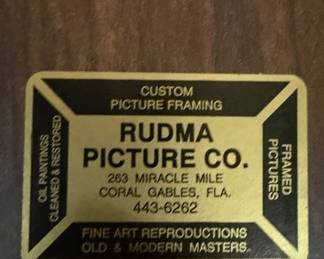 CUSTOM
PICTURE FRAMING
OIL PAINTINGS
CLEANED & RESTORED
RUDMA
PICTURE CO.
263 MIRACLE MILE
CORAL GABLES, FLA.
443-6262
FRAMED
PICTURES
FINE ART REPRODUCTIONS
OLD & MODERN MASTERS